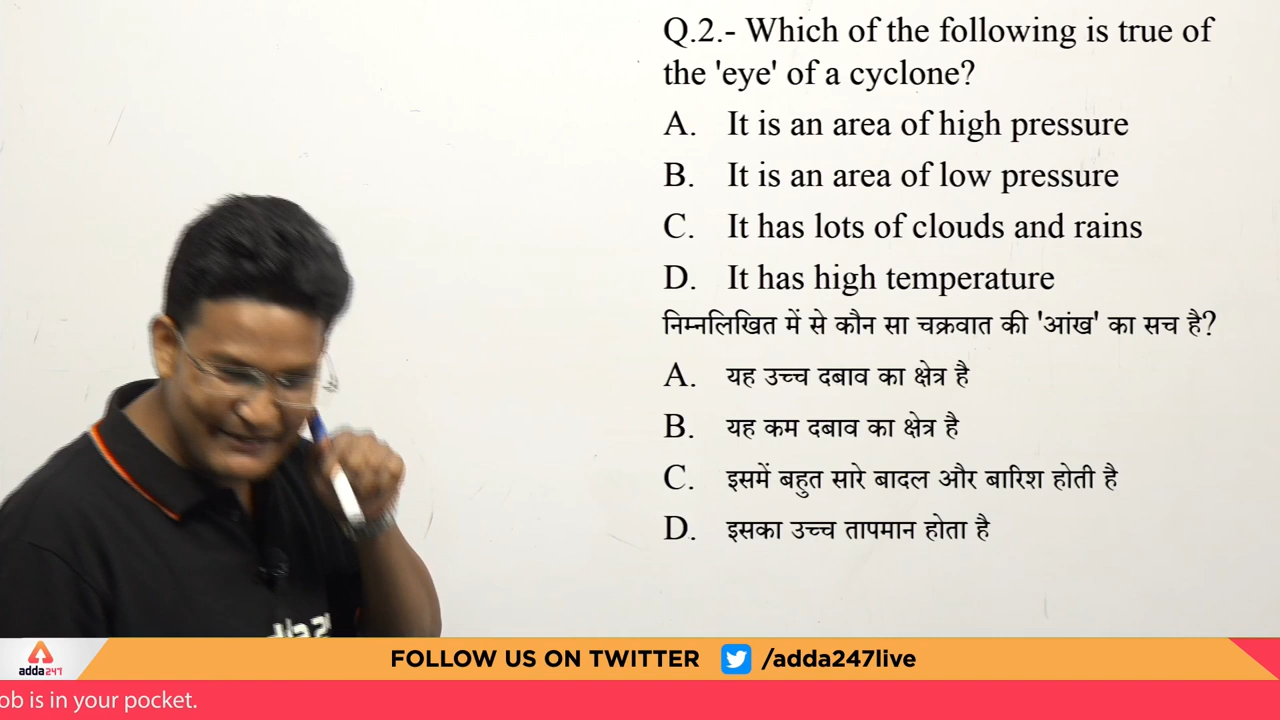 Q.2.- Which of the following is true of
the 'eye' of a cyclone?
A. It is an area of high pressure
B. It is an area of low pressure
C. It has lots of clouds and rains
D. It has high temperature
निम्नलिखित में से कौन सा चक्रवात की 'आंख' का सच है?
A. यह उच्च दबाव का क्षेत्र है
B. यह कम दबाव का क्षेत्र है
C. इसमें बहुत सारे बादल और बारिश होती है
D. इसका उच्च तापमान होता है
adda247
FOLLOW US ON TWITTER /adda247live
ob is in your pocket.